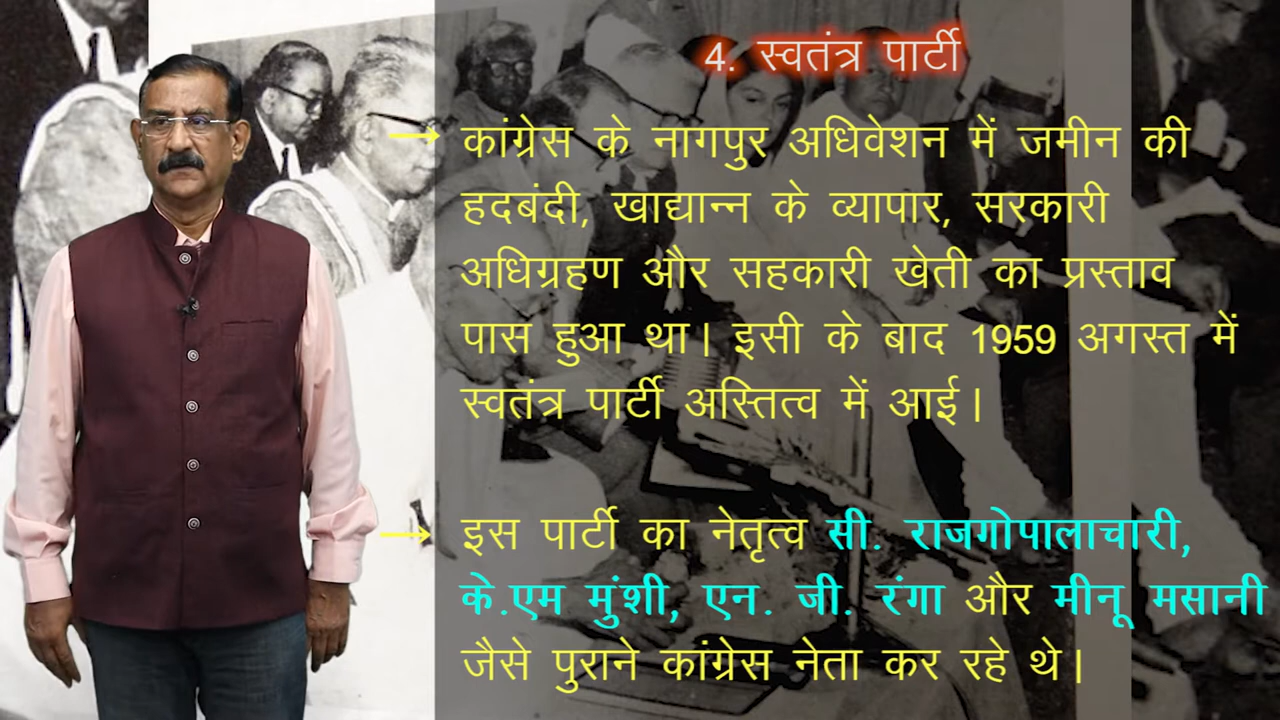 4. स्वतंत्र पार्टी
→ कांग्रेस के नागपुर अधिवेशन में जमीन की
हदबंदी, खाद्यान्न के व्यापार, सरकारी
अधिग्रहण और सहकारी खेती का प्रस्ताव
पास हुआ था। इसी के बाद 1959 अगस्त में
स्वतंत्र पार्टी अस्तित्व में आई।
→ इस पार्टी का नेतृत्व सी. राजगोपालाचारी,
के.एम मुंशी, एन. जी. रंगा और मीनू मसानी
जैसे पुराने कांग्रेस नेता कर रहे थे।